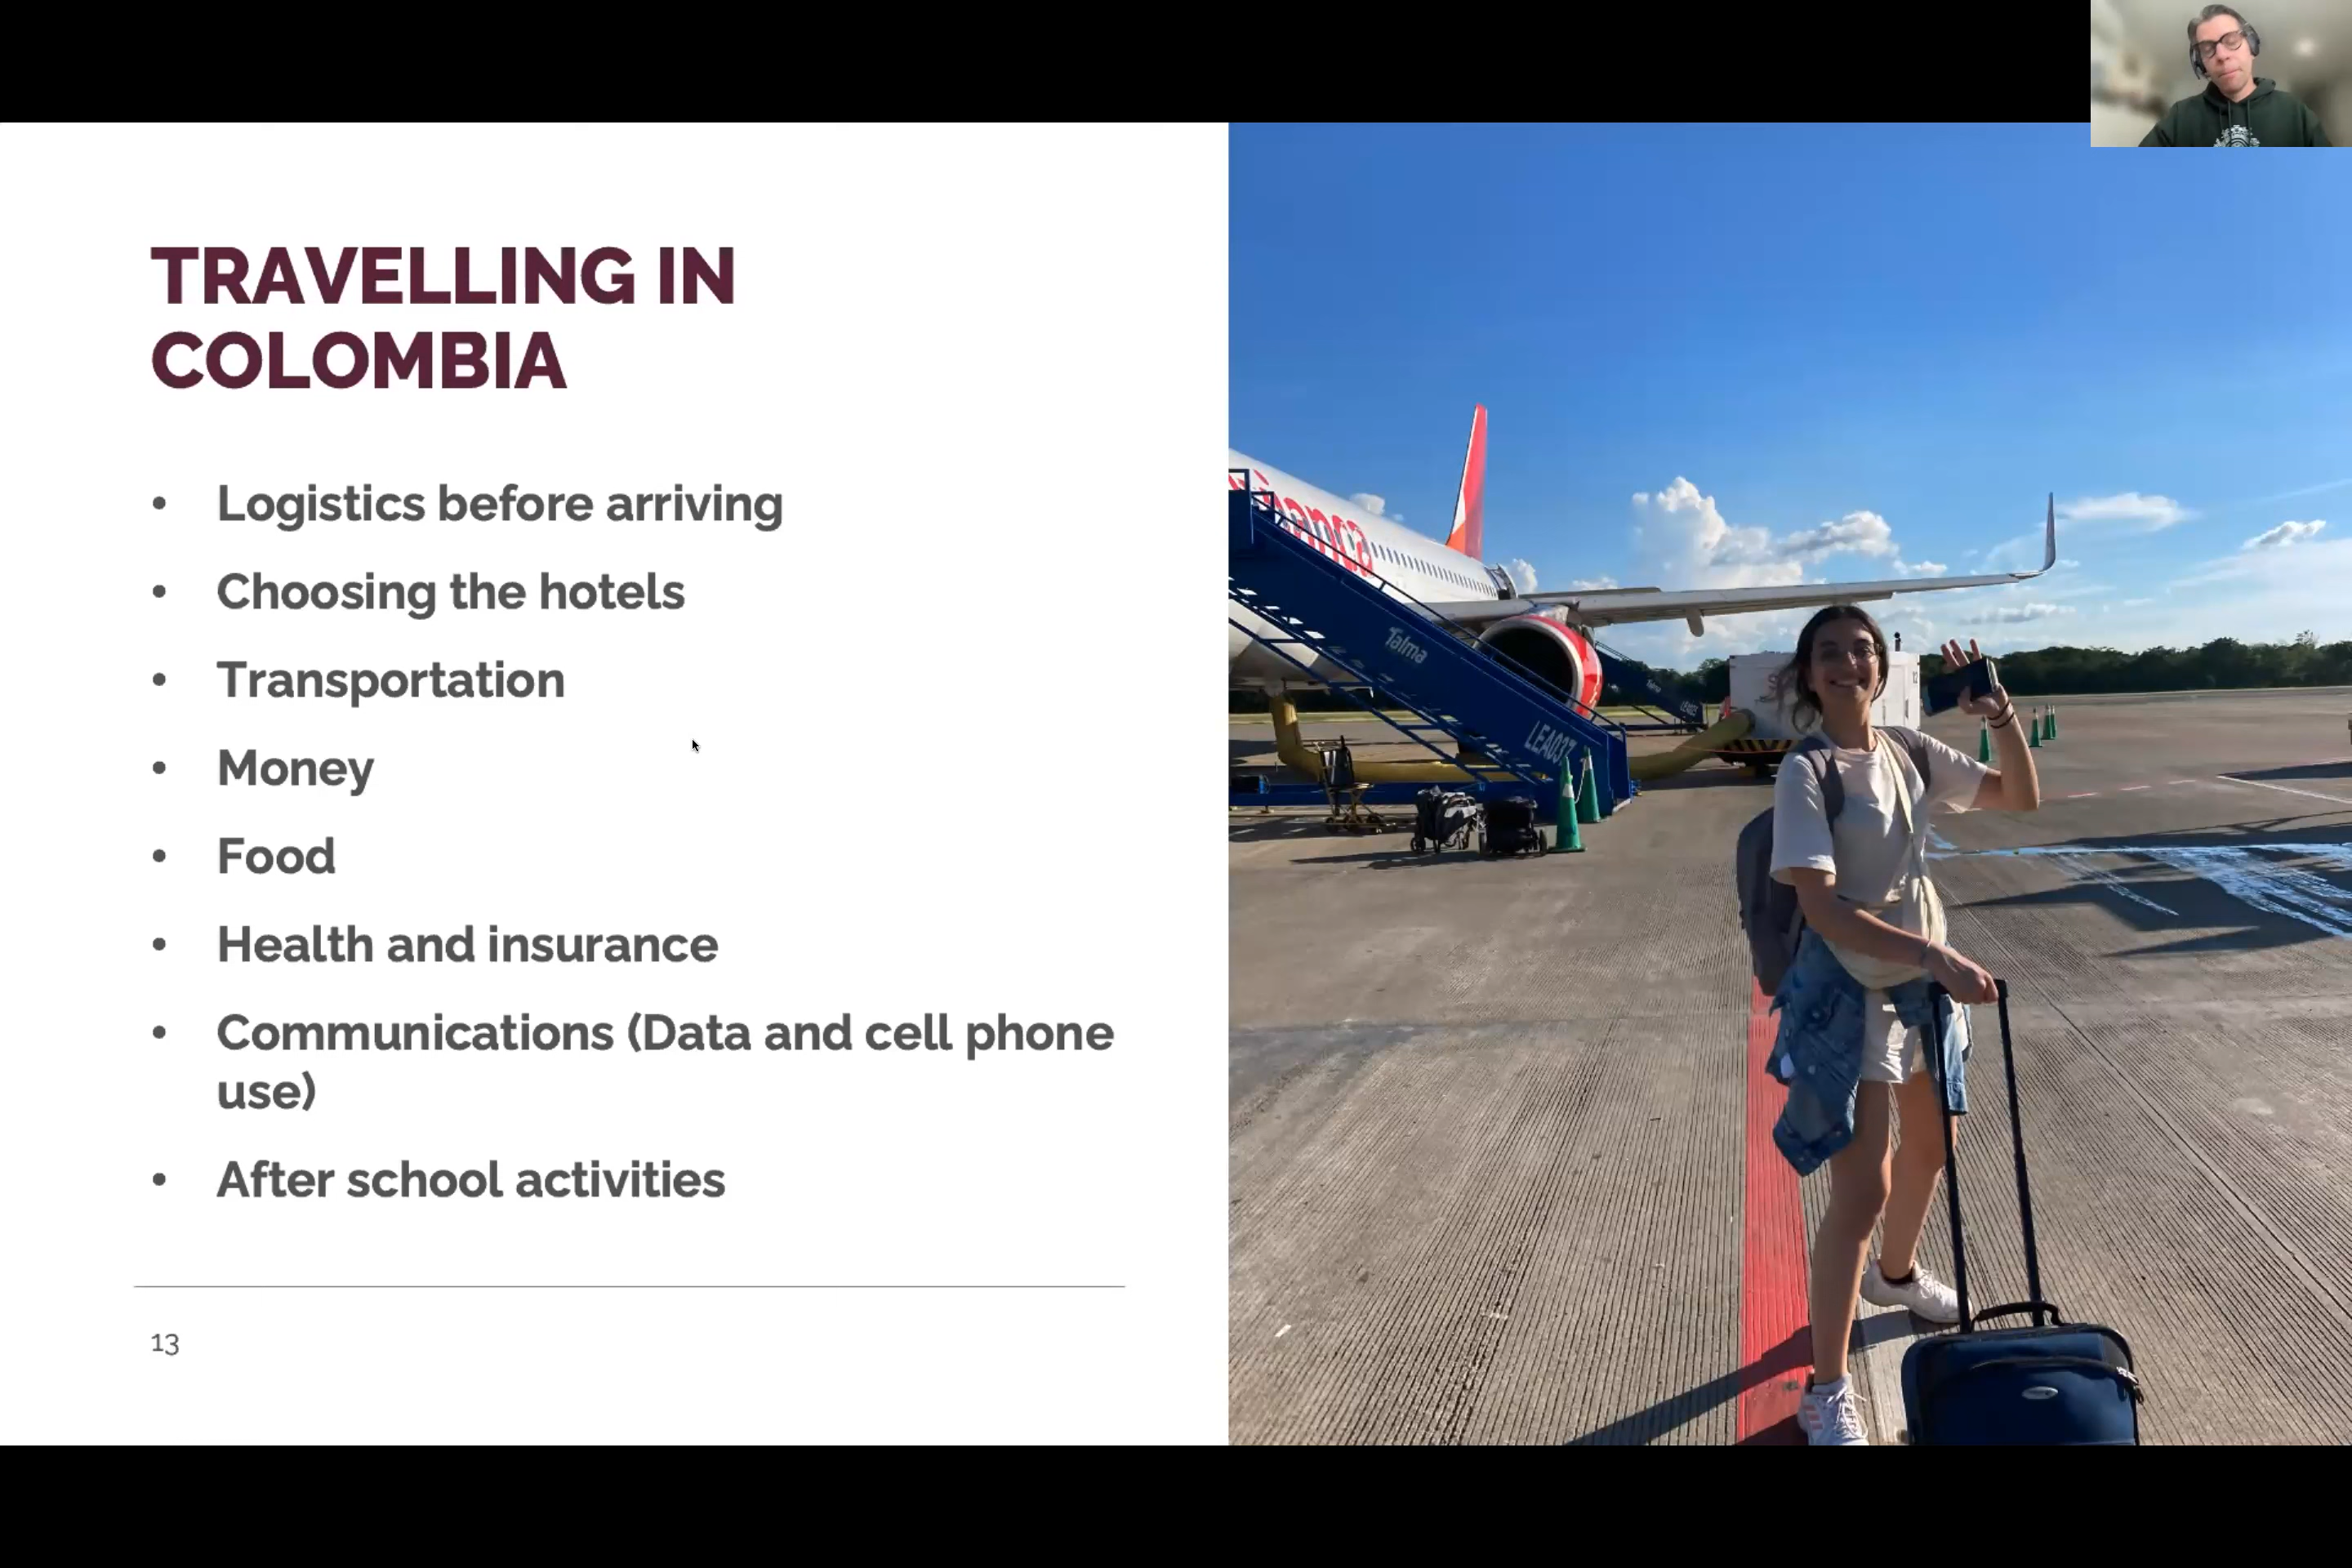 TRAVELLING IN
COLOMBIA
• Logistics before arriving
• Choosing the hotels
• Transportation
• Money
• Food
• Health and insurance
• Communications (Data and cell phone
use)
• After school activities
13
Talma
LEA037